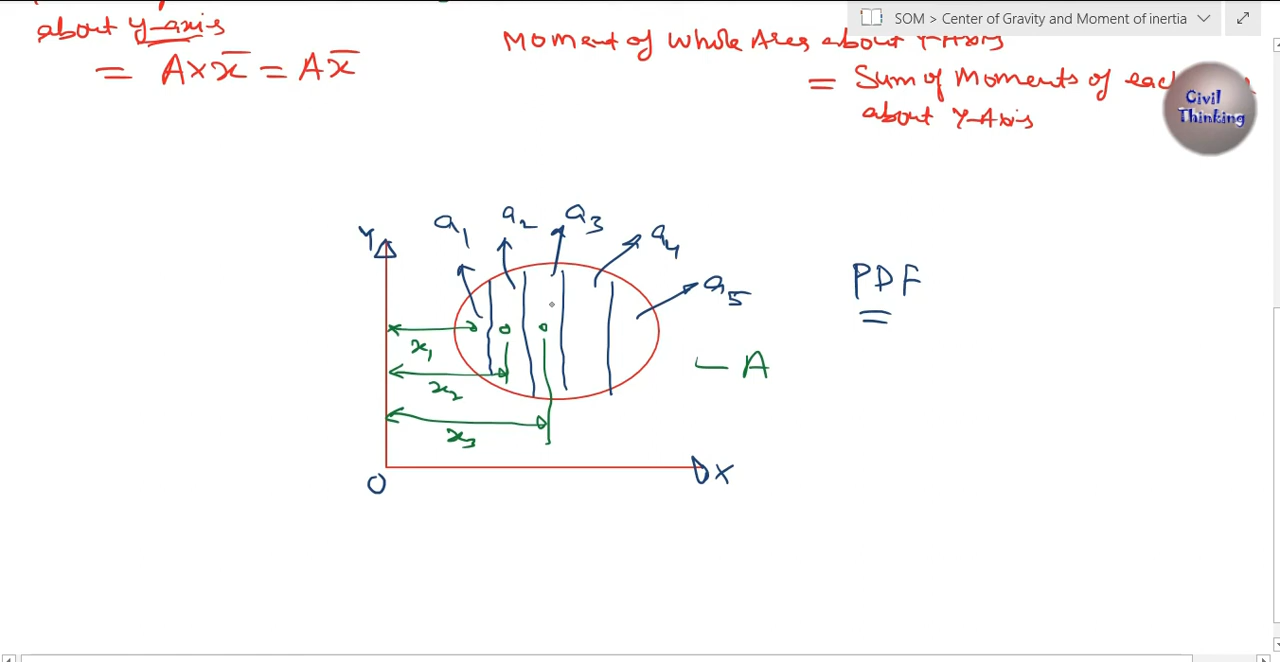 about Y-axis
= A×x̅ = Ax̅
SOM > Center of Gravity and Moment of inertia
Moment of Whole Area about Y-Axis
= Sum of Moments of each
about Y-Axis
Civil
Thinking
Y
a1
a2
a3
a4
a5
PDF
x1
A
x2
x3
O
X